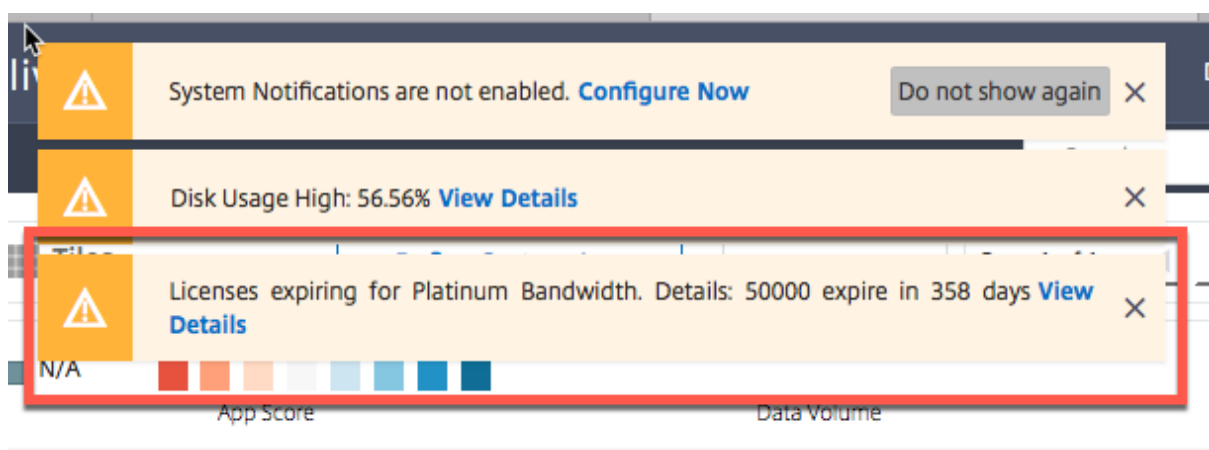 System Notifications are not enabled. Configure Now
Do not show again
Disk Usage High: 56.56% View Details
Licenses expiring for Platinum Bandwidth. Details: 50000 expire in 358 days View
Details
N/A
App Score
Data Volume